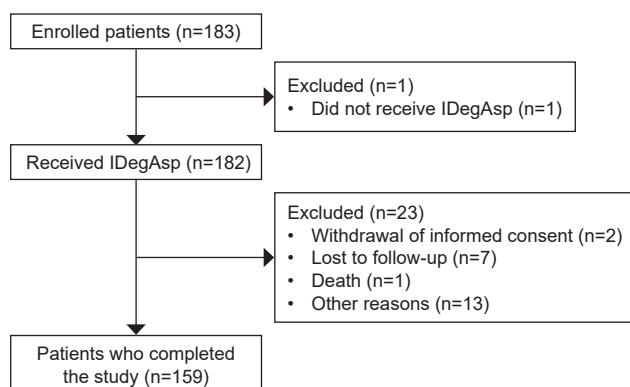 Enrolled patients (n=183)
Excluded (n=1)
• Did not receive IDegAsp (n=1)
Received IDegAsp (n=182)
Excluded (n=23)
• Withdrawal of informed consent (n=2)
• Lost to follow-up (n=7)
• Death (n=1)
• Other reasons (n=13)
Patients who completed
the study (n=159)